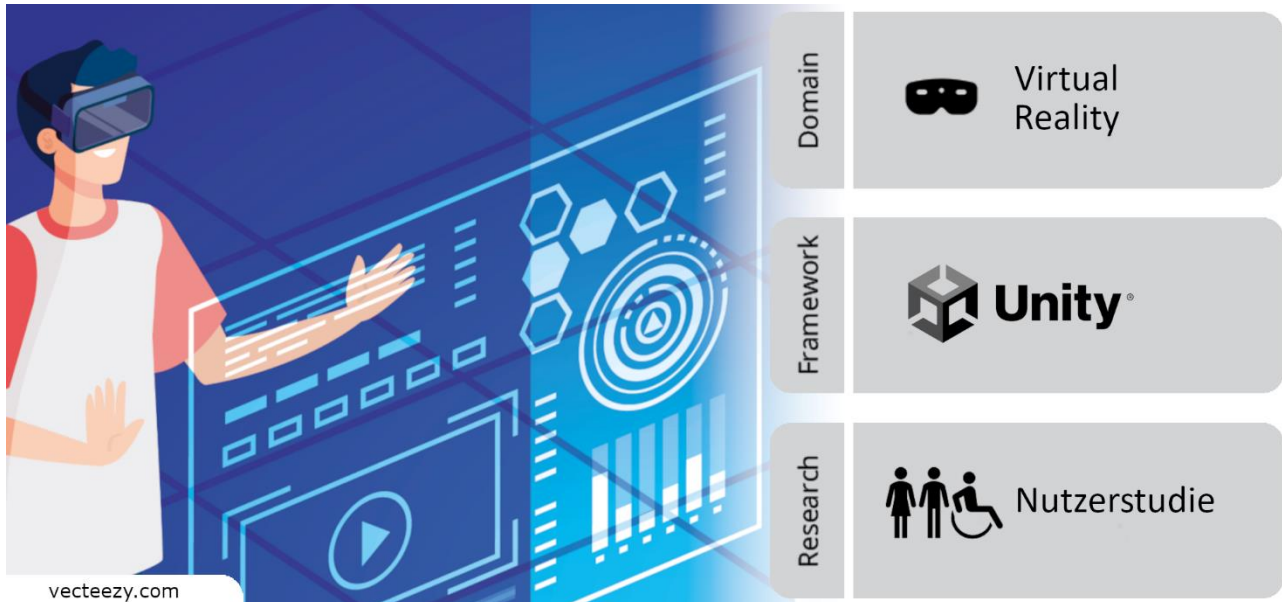 Domain
Virtual
Reality
Framework
Unity®
Research
Nutzerstudie
vecteezy.com